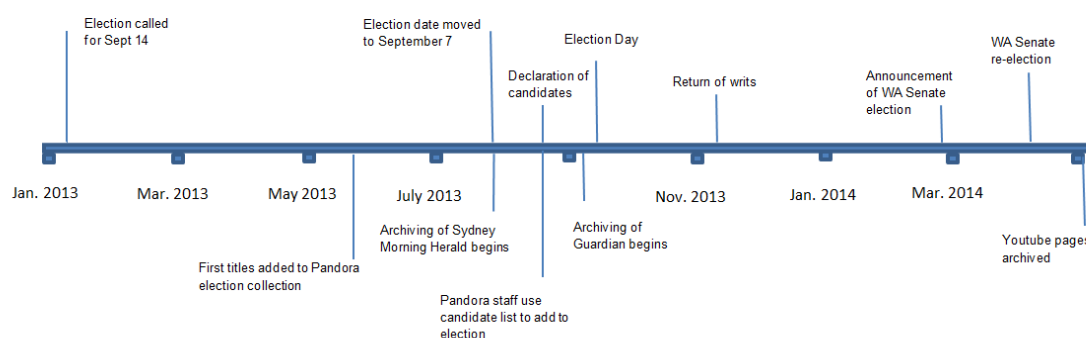 Election called
for Sept 14
Election date moved
to September 7
Election Day
Declaration of
candidates
Return of writs
Announcement
of WA Senate
election
WA Senate
re-election
Jan. 2013
Mar. 2013
May 2013
July 2013
Nov. 2013
Jan. 2014
Mar. 2014
First titles added to Pandora
election collection
Archiving of Sydney
Morning Herald begins
Pandora staff use
candidate list to add to
election
Archiving of
Guardian begins
Youtube pages
archived